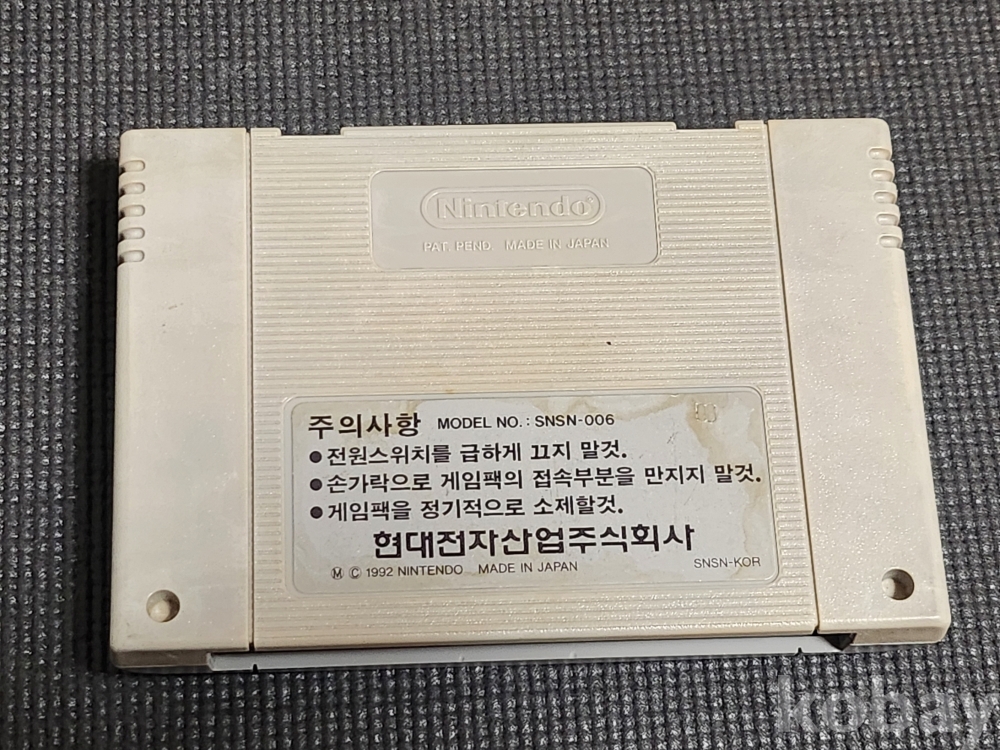 Nintendo®
PAT. PEND. MADE IN JAPAN
주의사항 MODEL NO.: SNSN-006
●전원스위치를 급하게 끄지 말것.
●손가락으로 게임팩의 접속부분을 만지지 말것.
●게임팩을 정기적으로 소제할것.
현대전자산업주식회사
Ⓜ © 1992 NINTENDO MADE IN JAPAN SNSN-KOR
kobay